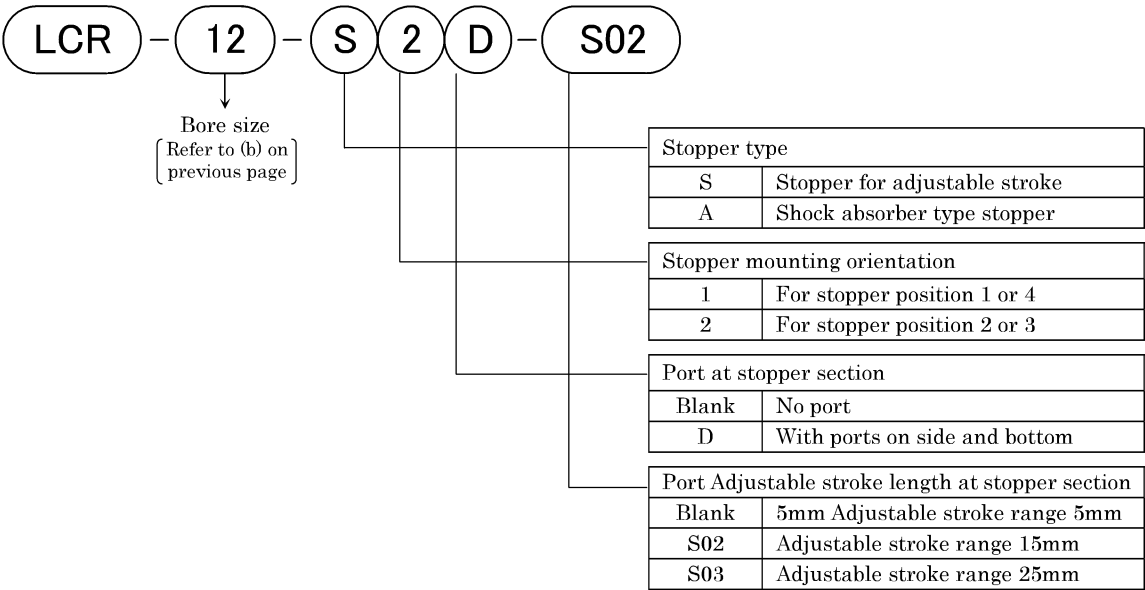 LCR - 12 - S 2 D - S02
Bore size
Refer to (b) on
previous page
Stopper type
S Stopper for adjustable stroke
A Shock absorber type stopper
Stopper mounting orientation
1 For stopper position 1 or 4
2 For stopper position 2 or 3
Port at stopper section
Blank No port
D With ports on side and bottom
Port Adjustable stroke length at stopper section
Blank 5mm Adjustable stroke range 5mm
S02 Adjustable stroke range 15mm
S03 Adjustable stroke range 25mm